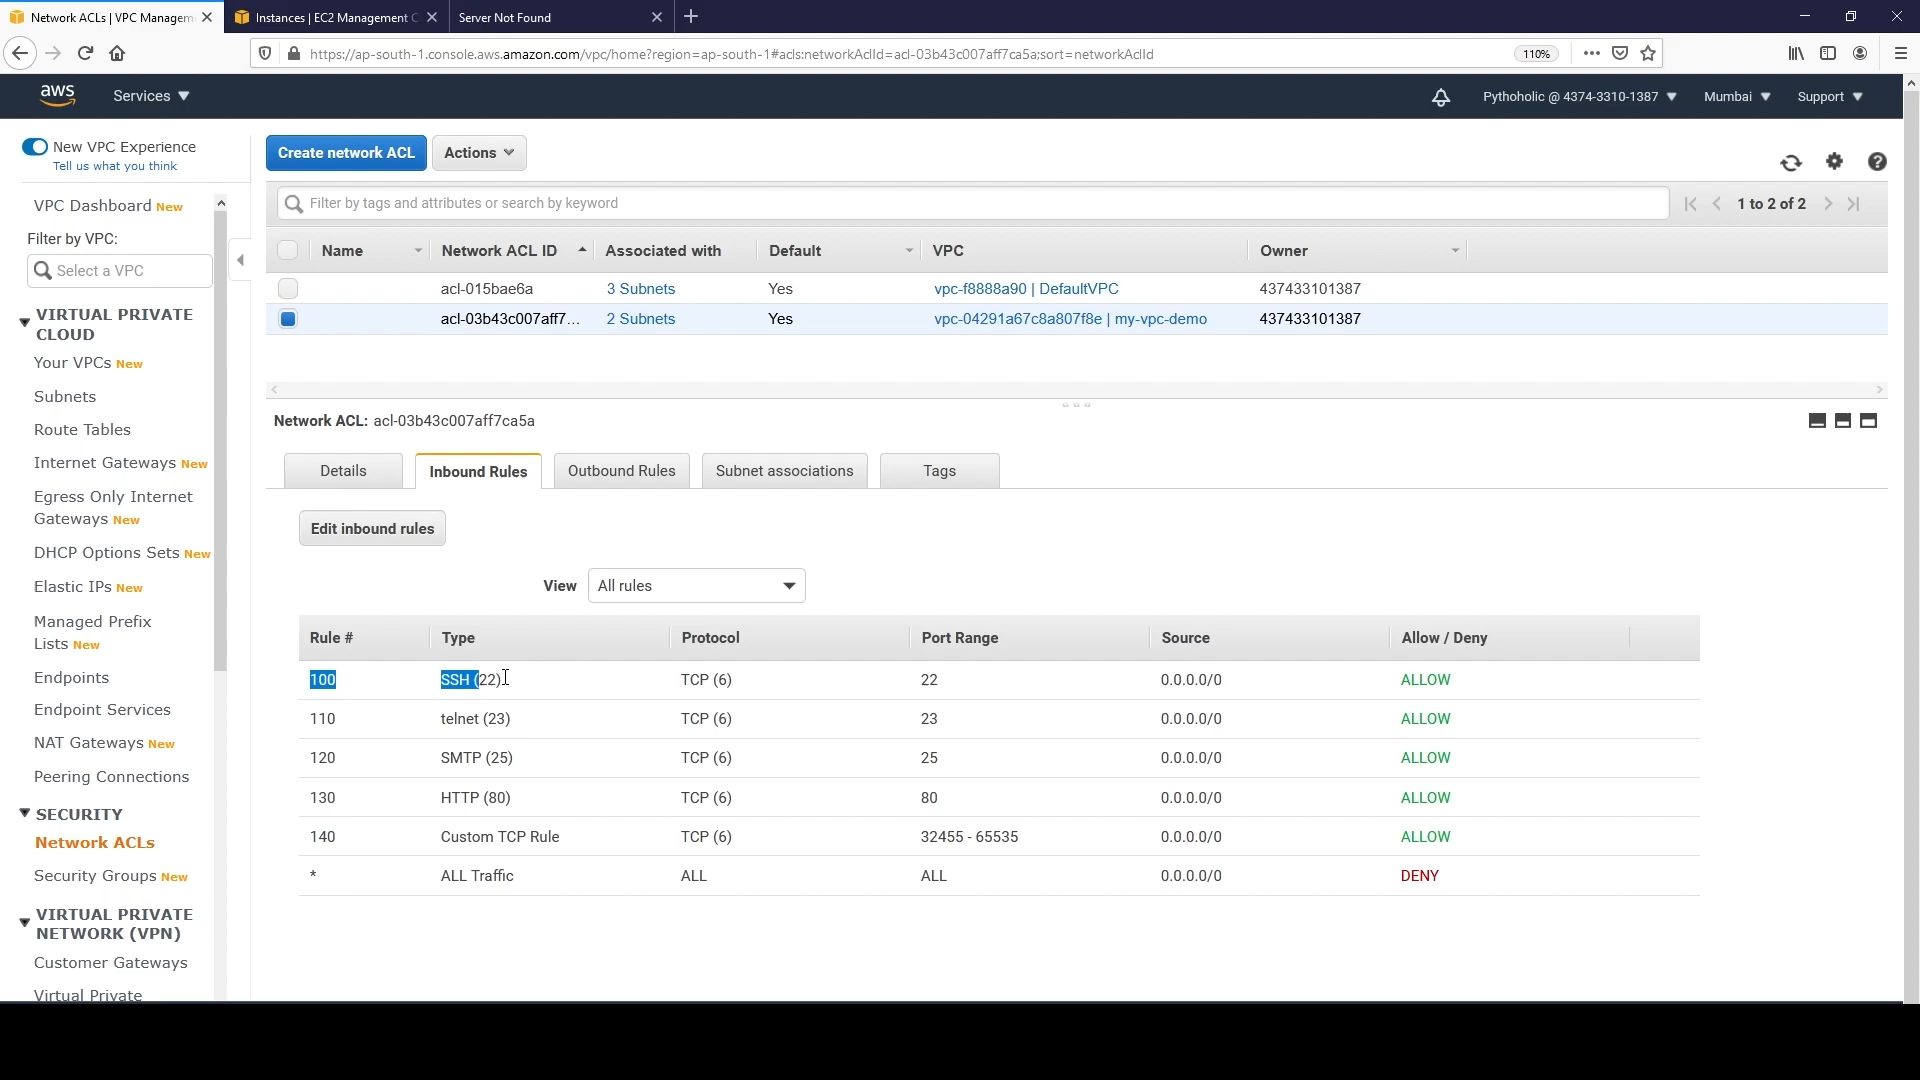 Network ACLs | VPC Managem
Instances | EC2 Management C
Server Not Found
https://ap-south-1.console.aws.amazon.com/vpc/home?region=ap-south-1#acls:networkAclId=acl-03b43c007aff7ca5a;sort=networkAclId
110%
aws
Services
Pythoholic @ 4374-3310-1387
Mumbai
Support
New VPC Experience
Tell us what you think
VPC Dashboard New
Filter by VPC:
Select a VPC
VIRTUAL PRIVATE
CLOUD
Your VPCs New
Subnets
Route Tables
Internet Gateways New
Egress Only Internet
Gateways New
DHCP Options Sets New
Elastic IPs New
Managed Prefix
Lists New
Endpoints
Endpoint Services
NAT Gateways New
Peering Connections
SECURITY
Network ACLs
Security Groups New
VIRTUAL PRIVATE
NETWORK (VPN)
Customer Gateways
Virtual Private
Create network ACL
Actions
Filter by tags and attributes or search by keyword
1 to 2 of 2
Name Network ACL ID Associated with Default VPC Owner
acl-015bae6a 3 Subnets Yes vpc-f8888a90 | DefaultVPC 437433101387
acl-03b43c007aff7... 2 Subnets Yes vpc-04291a67c8a807f8e | my-vpc-demo 437433101387
Network ACL: acl-03b43c007aff7ca5a
Details Inbound Rules Outbound Rules Subnet associations Tags
Edit inbound rules
View All rules
Rule # Type Protocol Port Range Source Allow / Deny
100 SSH (22) TCP (6) 22 0.0.0.0/0 ALLOW
110 telnet (23) TCP (6) 23 0.0.0.0/0 ALLOW
120 SMTP (25) TCP (6) 25 0.0.0.0/0 ALLOW
130 HTTP (80) TCP (6) 80 0.0.0.0/0 ALLOW
140 Custom TCP Rule TCP (6) 32455 - 65535 0.0.0.0/0 ALLOW
* ALL Traffic ALL ALL 0.0.0.0/0 DENY